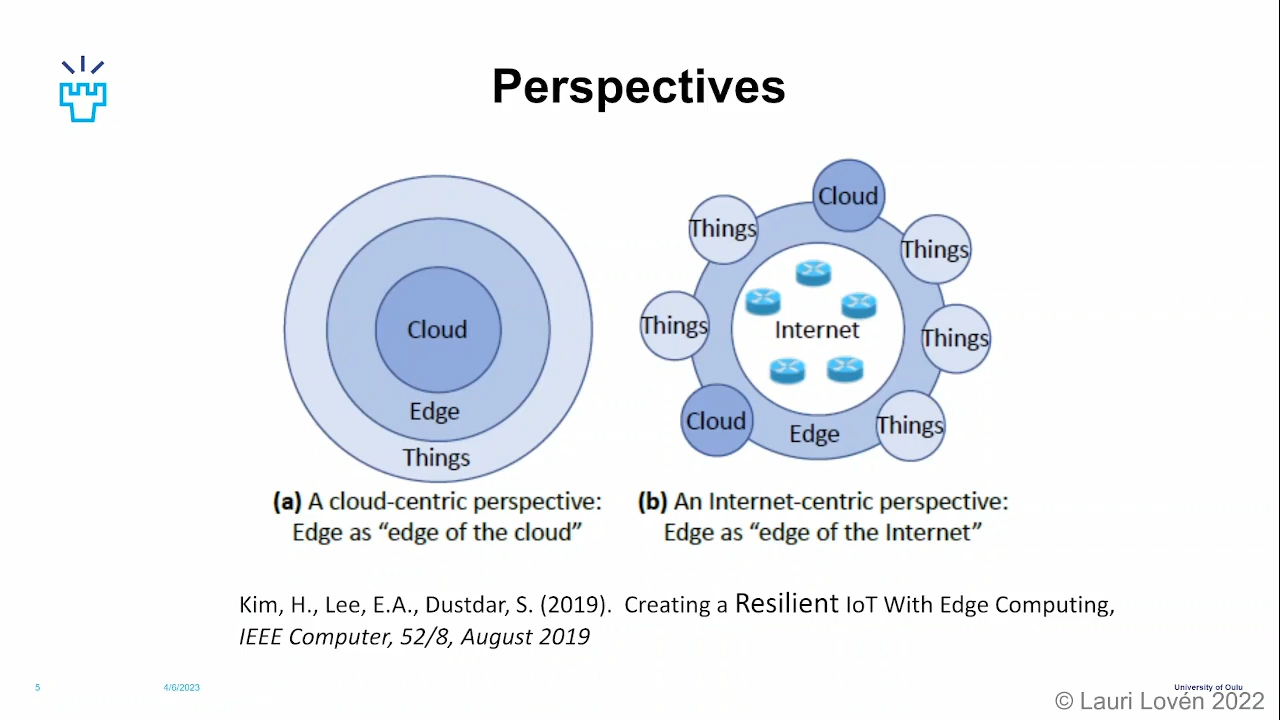 Perspectives
Cloud
Edge
Things
Cloud
Things
Things
Things
Things
Internet
Cloud
Edge
Things
(a) A cloud-centric perspective:
Edge as “edge of the cloud”
(b) An Internet-centric perspective:
Edge as “edge of the Internet”
Kim, H., Lee, E.A., Dustdar, S. (2019). Creating a Resilient IoT With Edge Computing,
IEEE Computer, 52/8, August 2019
5
4/6/2023
University of Oulu
© Lauri Lovén 2022